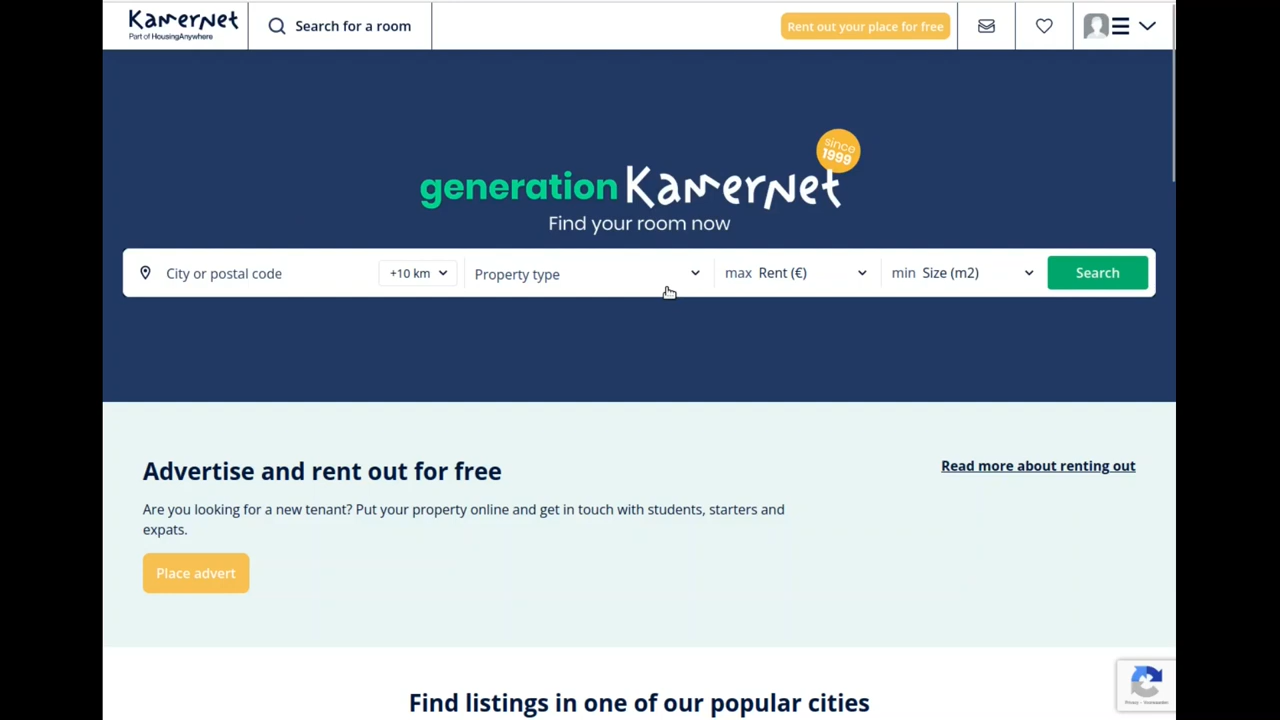 Kamernet
Part of HousingAnywhere
Search for a room
Rent out your place for free
since
1999
generation Kamernet
Find your room now
City or postal code
+10 km
Property type
max Rent (€)
min Size (m2)
Search
Advertise and rent out for free
Read more about renting out
Are you looking for a new tenant? Put your property online and get in touch with students, starters and
expats.
Place advert
Find listings in one of our popular cities
Privacy - Voorwaarden